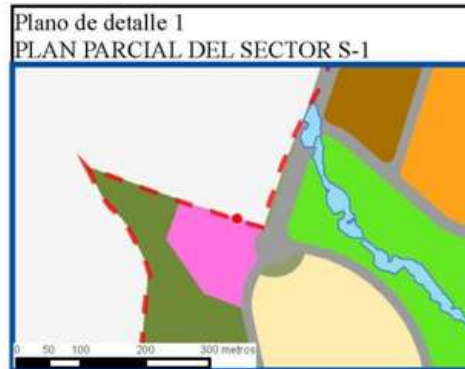 Plano de detalle 1
PLAN PARCIAL DEL SECTOR S-1
0 50 100 200 300 metros